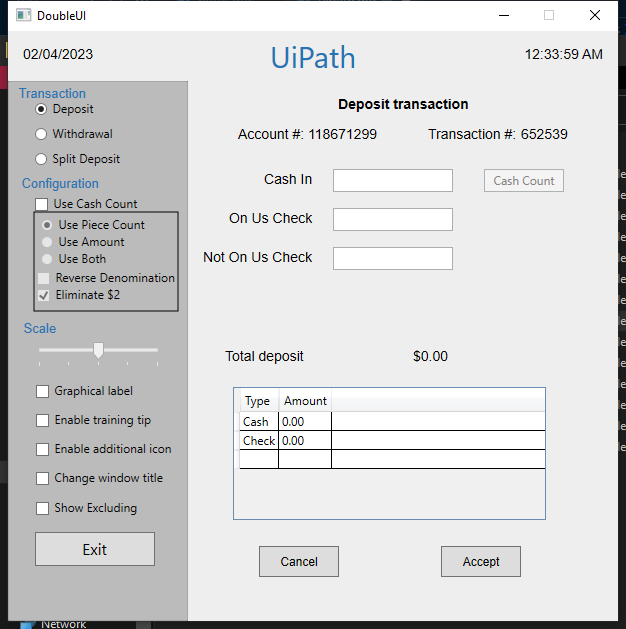 DoubleUI
02/04/2023
UiPath
12:33:59 AM
Transaction
Deposit
Withdrawal
Split Deposit
Configuration
Use Cash Count
Use Piece Count
Use Amount
Use Both
Reverse Denomination
Eliminate $2
Scale
Graphical label
Enable training tip
Enable additional icon
Change window title
Show Excluding
Exit
Deposit transaction
Account #: 118671299 Transaction #: 652539
Cash In
Cash Count
On Us Check
Not On Us Check
Total deposit $0.00
Type Amount
Cash 0.00
Check 0.00
Cancel Accept
Network